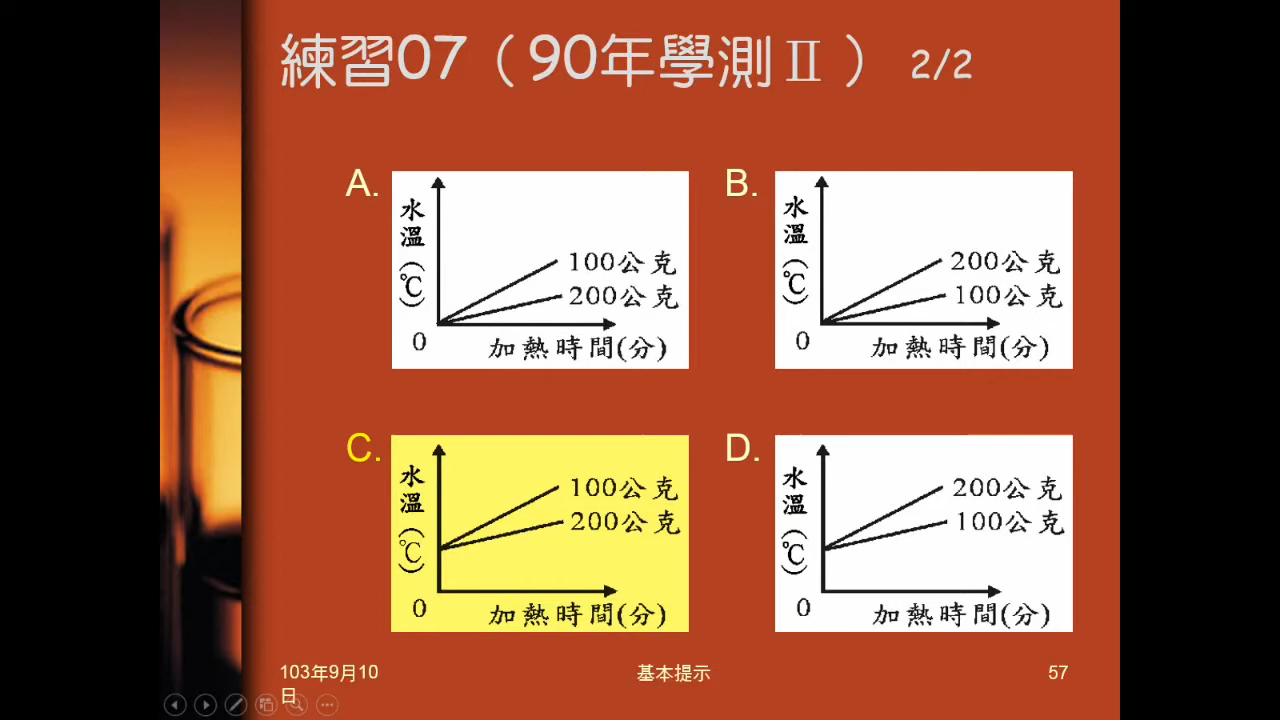 練習07（90年學測Ⅱ） 2/2
A.
水溫(℃)
100公克
200公克
0
加熱時間(分)
B.
水溫(℃)
200公克
100公克
0
加熱時間(分)
C.
水溫(℃)
100公克
200公克
0
加熱時間(分)
D.
水溫(℃)
200公克
100公克
0
加熱時間(分)
103年9月10
日
基本提示
57